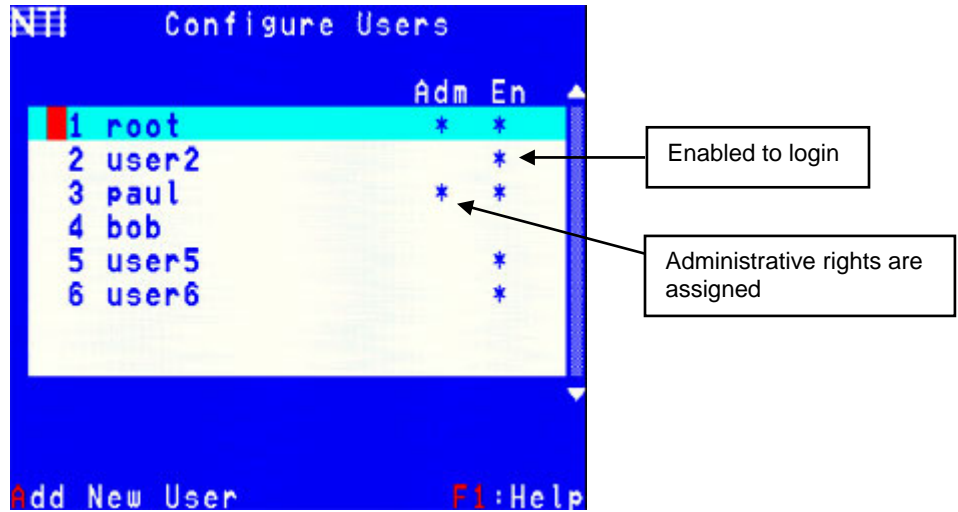 NTI Configure Users
Adm En
1 root * *
2 user2 *
3 paul * *
4 bob
5 user5 *
6 user6 *
Add New User F1:Help
Enabled to login
Administrative rights are
assigned